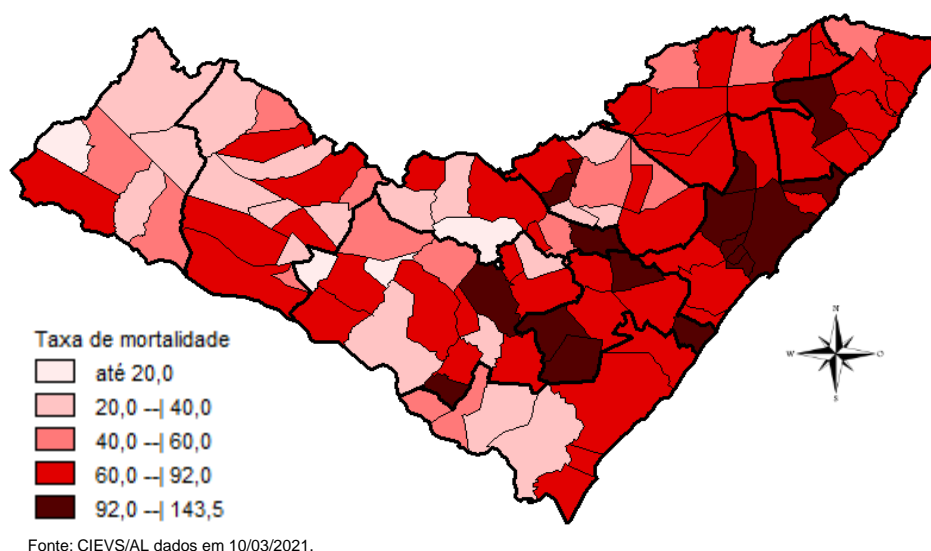 N
W
O
S
Taxa de mortalidade
até 20,0
20,0 --| 40,0
40,0 --| 60,0
60,0 --| 92,0
92,0 --| 143,5
Fonte: CIEVS/AL dados em 10/03/2021.